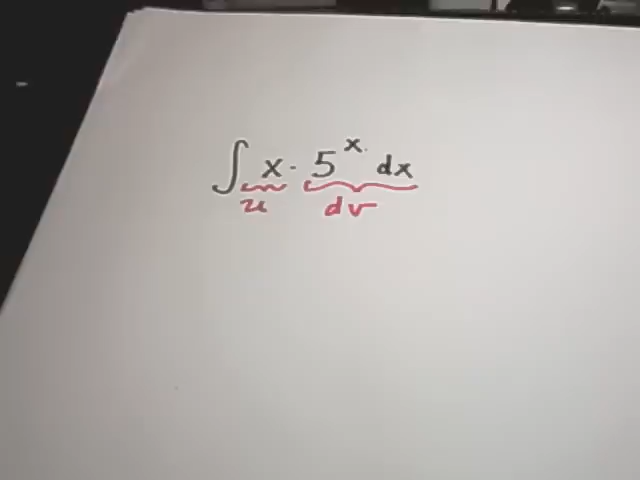 ∫ x · 5^x dx
u dv